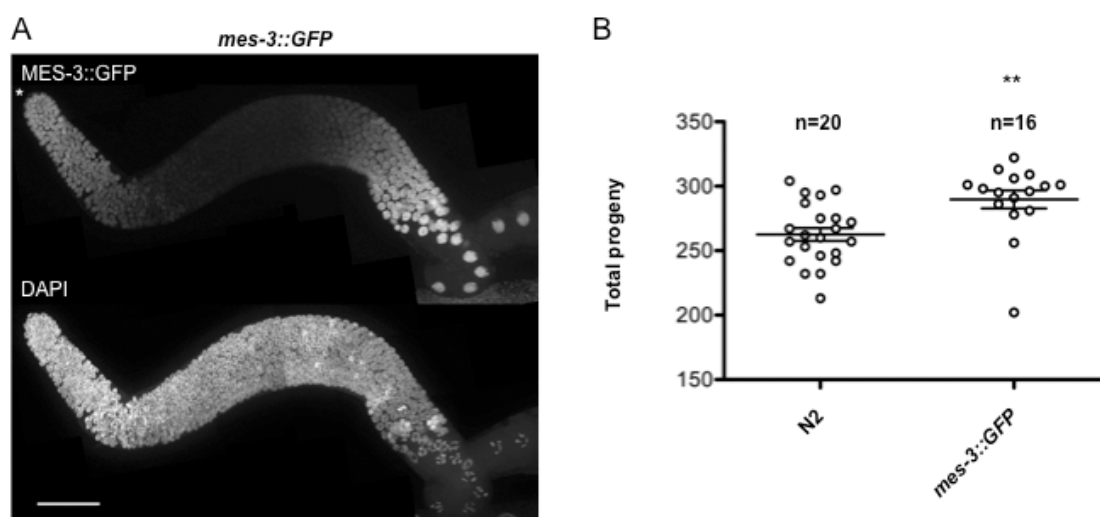 A
mes-3::GFP
MES-3::GFP
*
DAPI
B
**
n=20
n=16
350
300
250
200
150
Total progeny
N2
mes-3::GFP